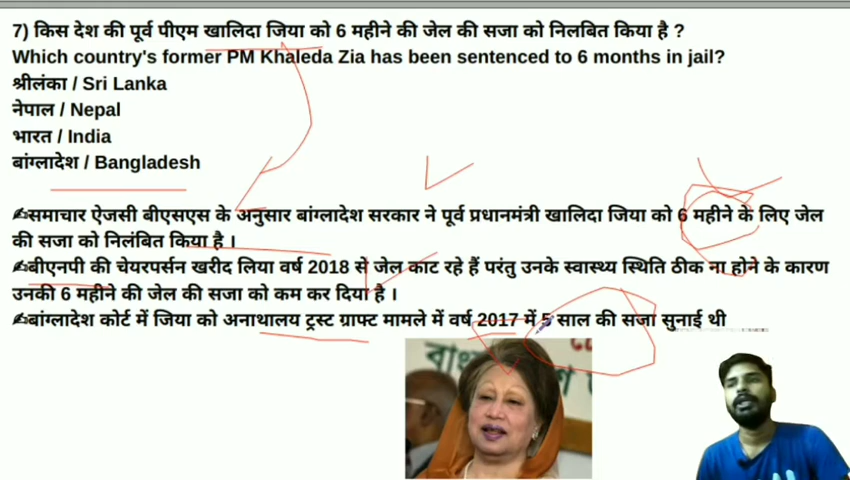 7) किस देश की पूर्व पीएम खालिदा जिया को 6 महीने की जेल की सजा को निलबित किया है ?
Which country's former PM Khaleda Zia has been sentenced to 6 months in jail?
श्रीलंका / Sri Lanka
नेपाल / Nepal
भारत / India
बांग्लादेश / Bangladesh
✍समाचार ऐजसी बीएसएस के अनुसार बांग्लादेश सरकार ने पूर्व प्रधानमंत्री खालिदा जिया को 6 महीने के लिए जेल
की सजा को निलंबित किया है ।
✍बीएनपी की चेयरपर्सन खरीद लिया वर्ष 2018 से जेल काट रहे हैं परंतु उनके स्वास्थ्य स्थिति ठीक ना होने के कारण
उनकी 6 महीने की जेल की सजा को कम कर दिया है ।
✍बांग्लादेश कोर्ट में जिया को अनाथालय ट्रस्ट ग्राफ्ट मामले में वर्ष 2017 में 5 साल की सजा सुनाई थी